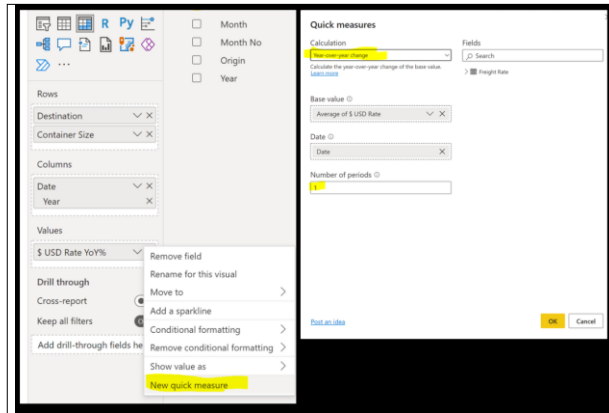 R Py
Month
Month No
Origin
Year
...
Rows
Destination
Container Size
Columns
Date
Year
Values
$ USD Rate YoY%
Drill through
Cross-report
Keep all filters
Add drill-through fields he
Remove field
Rename for this visual
Move to
Add a sparkline
Conditional formatting
Remove conditional formatting
Show value as
New quick measure
Quick measures
Calculation
Year-over-year change
Calculate the year-over-year change of the base value.
Learn more
Base value
Average of $ USD Rate
Date
Date
Number of periods
1
Fields
Search
Freight Rate
Post an idea
OK Cancel